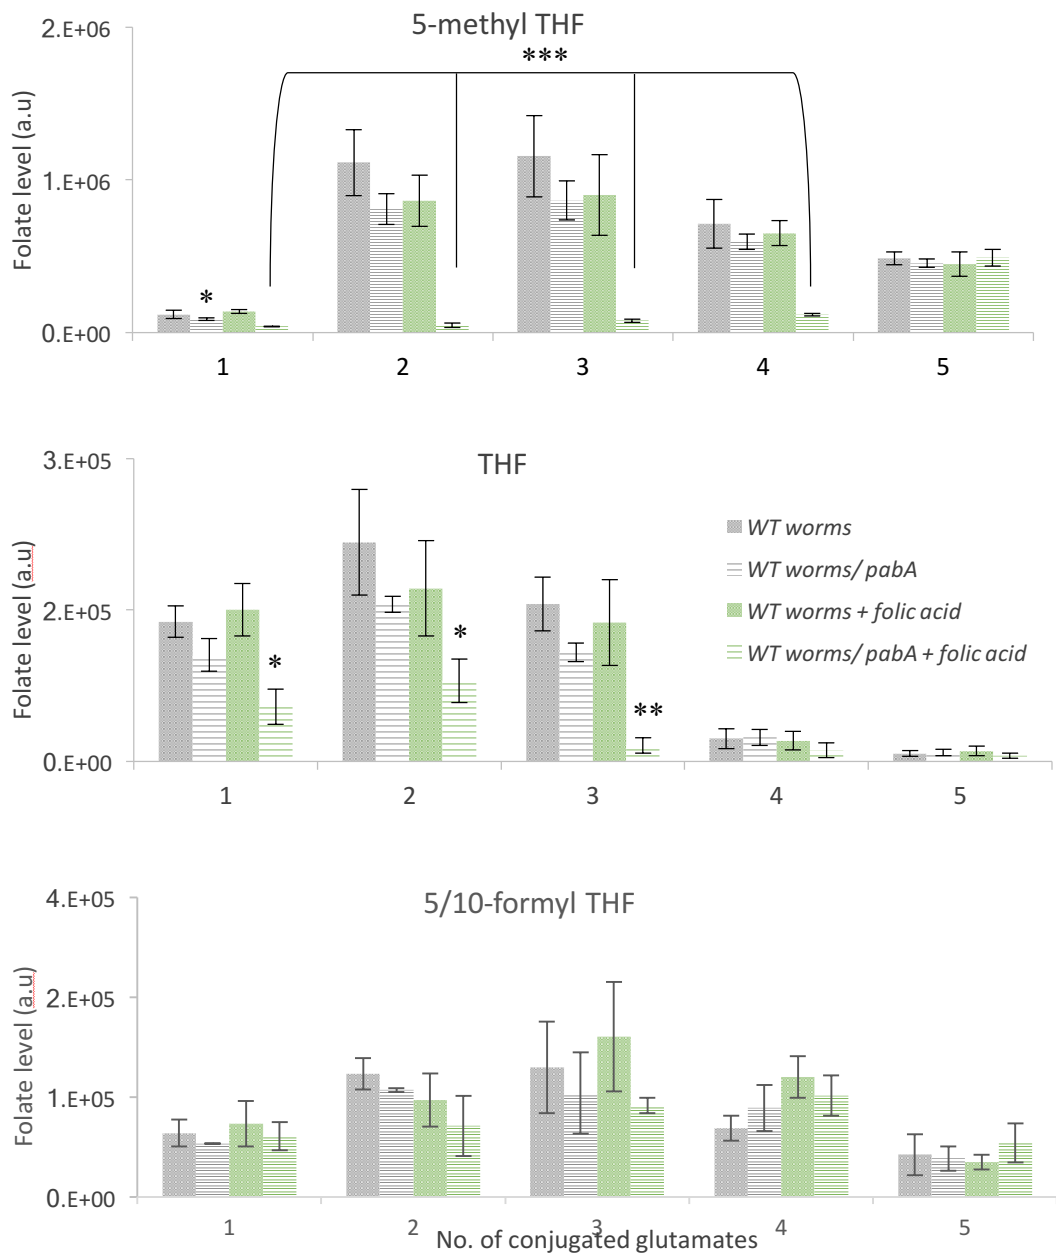 5-methyl THF
***
2.E+06
1.E+06
0.E+00
Folate level (a.u)
*
1 2 3 4 5
THF
3.E+05
2.E+05
0.E+00
Folate level (a.u)
WT worms
WT worms/ pabA
WT worms + folic acid
WT worms/ pabA + folic acid
*
*
**
1 2 3 4 5
5/10-formyl THF
4.E+05
2.E+05
1.E+05
0.E+00
Folate level (a.u)
1 2 3 4 5
No. of conjugated glutamates